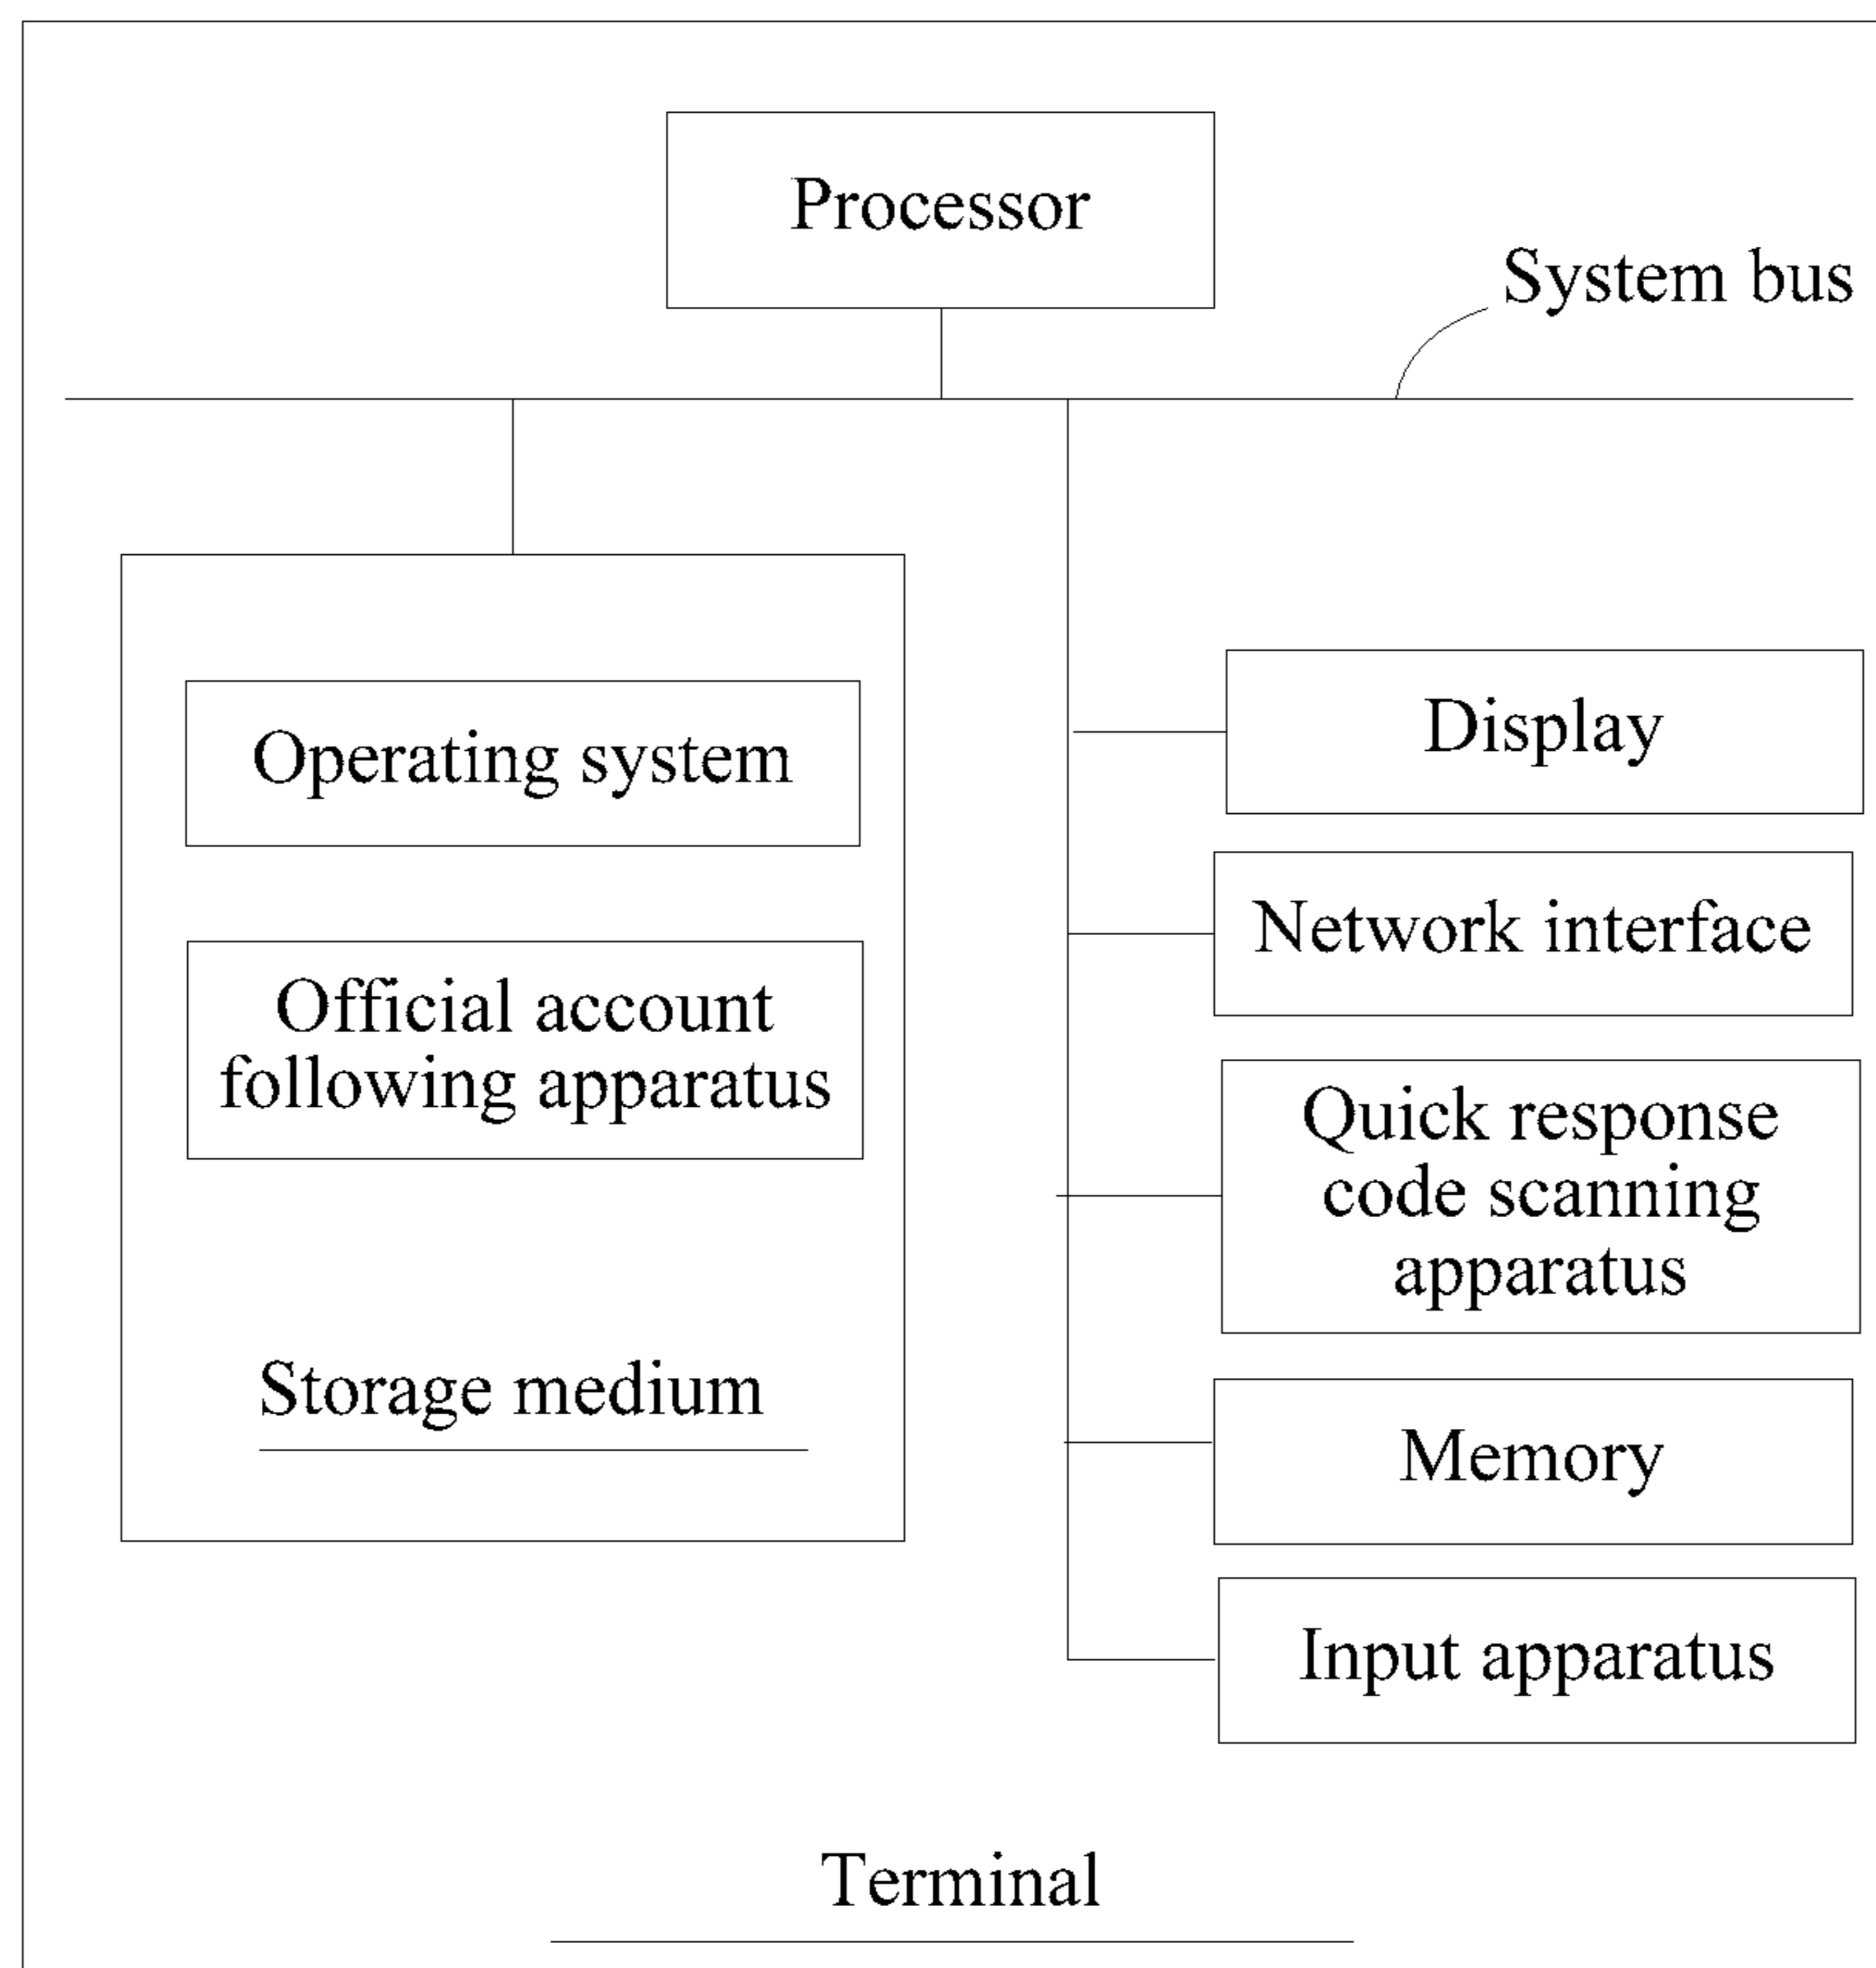 Processor
System bus
Operating system
Official account
following apparatus
Storage medium
Display
Network interface
Quick response
code scanning
apparatus
Memory
Input apparatus
Terminal